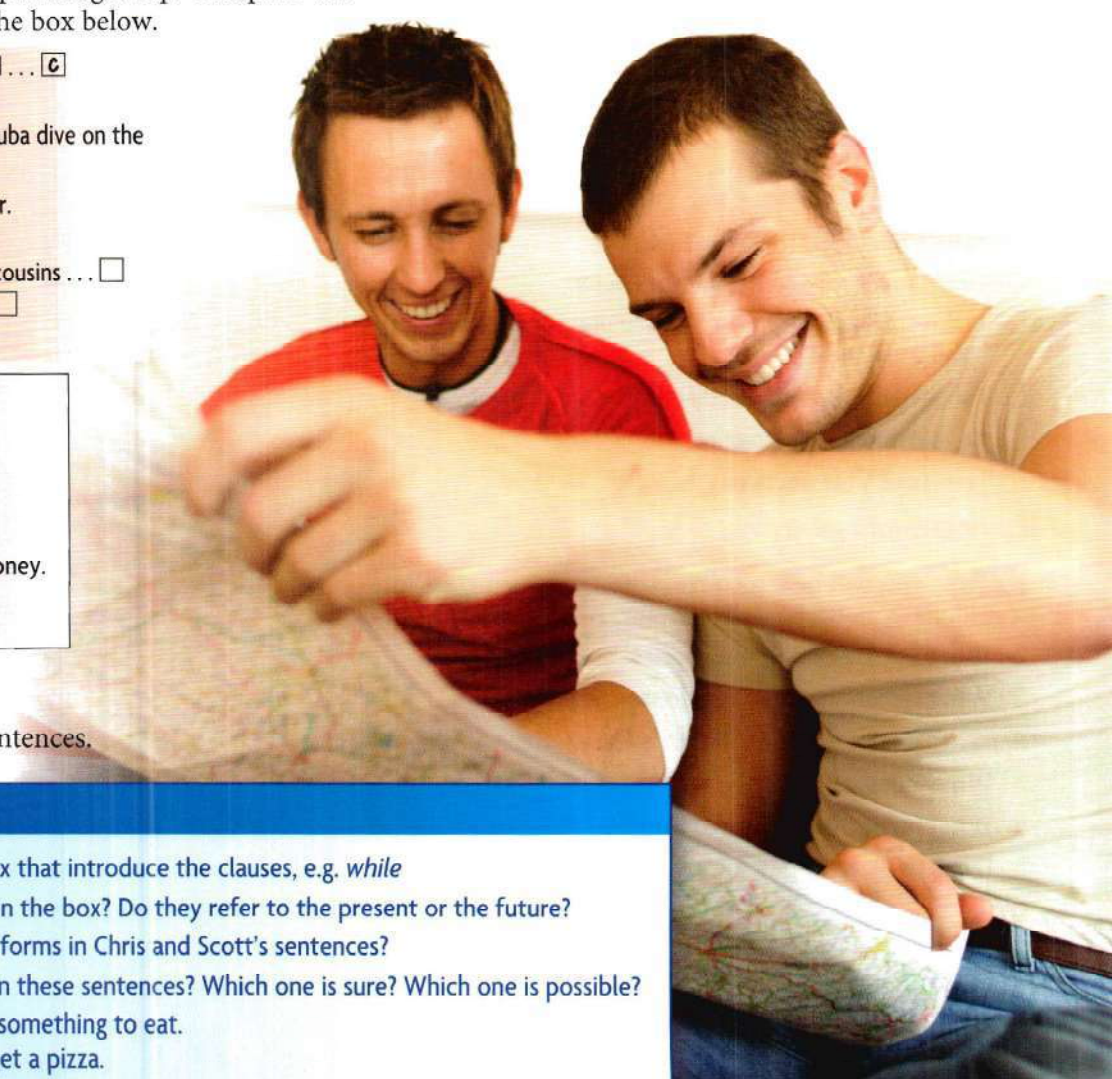 he box below.
... c
uba dive on the
r.
cousins ...
oney.
ntences.
x that introduce the clauses, e.g. while
n the box? Do they refer to the present or the future?
forms in Chris and Scott's sentences?
n these sentences? Which one is sure? Which one is possible?
something to eat.
et a pizza.